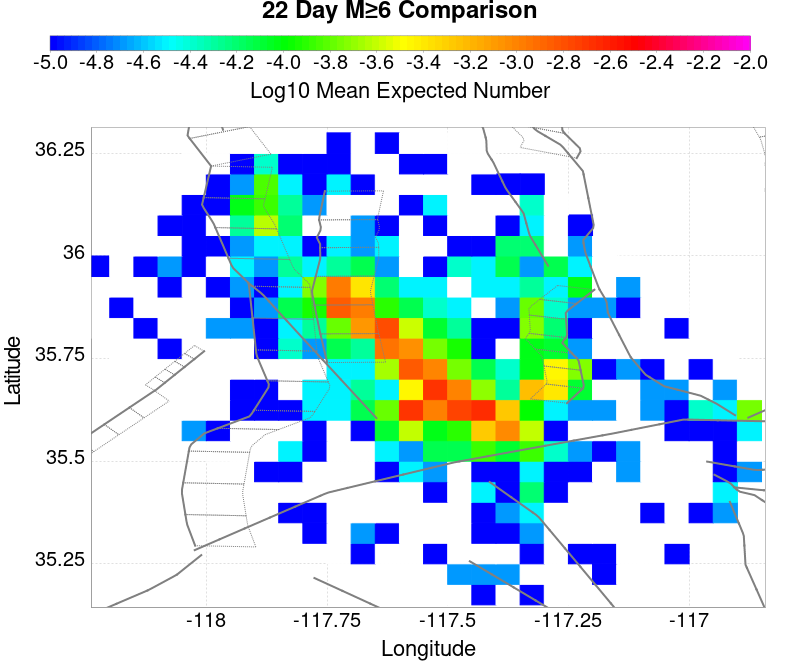 22 Day M≥6 Comparison
-5.0 -4.8 -4.6 -4.4 -4.2 -4.0 -3.8 -3.6 -3.4 -3.2 -3.0 -2.8 -2.6 -2.4 -2.2 -2.0
Log10 Mean Expected Number
36.25
36
35.75
35.5
35.25
Latitude
-118 -117.75 -117.5 -117.25 -117
Longitude